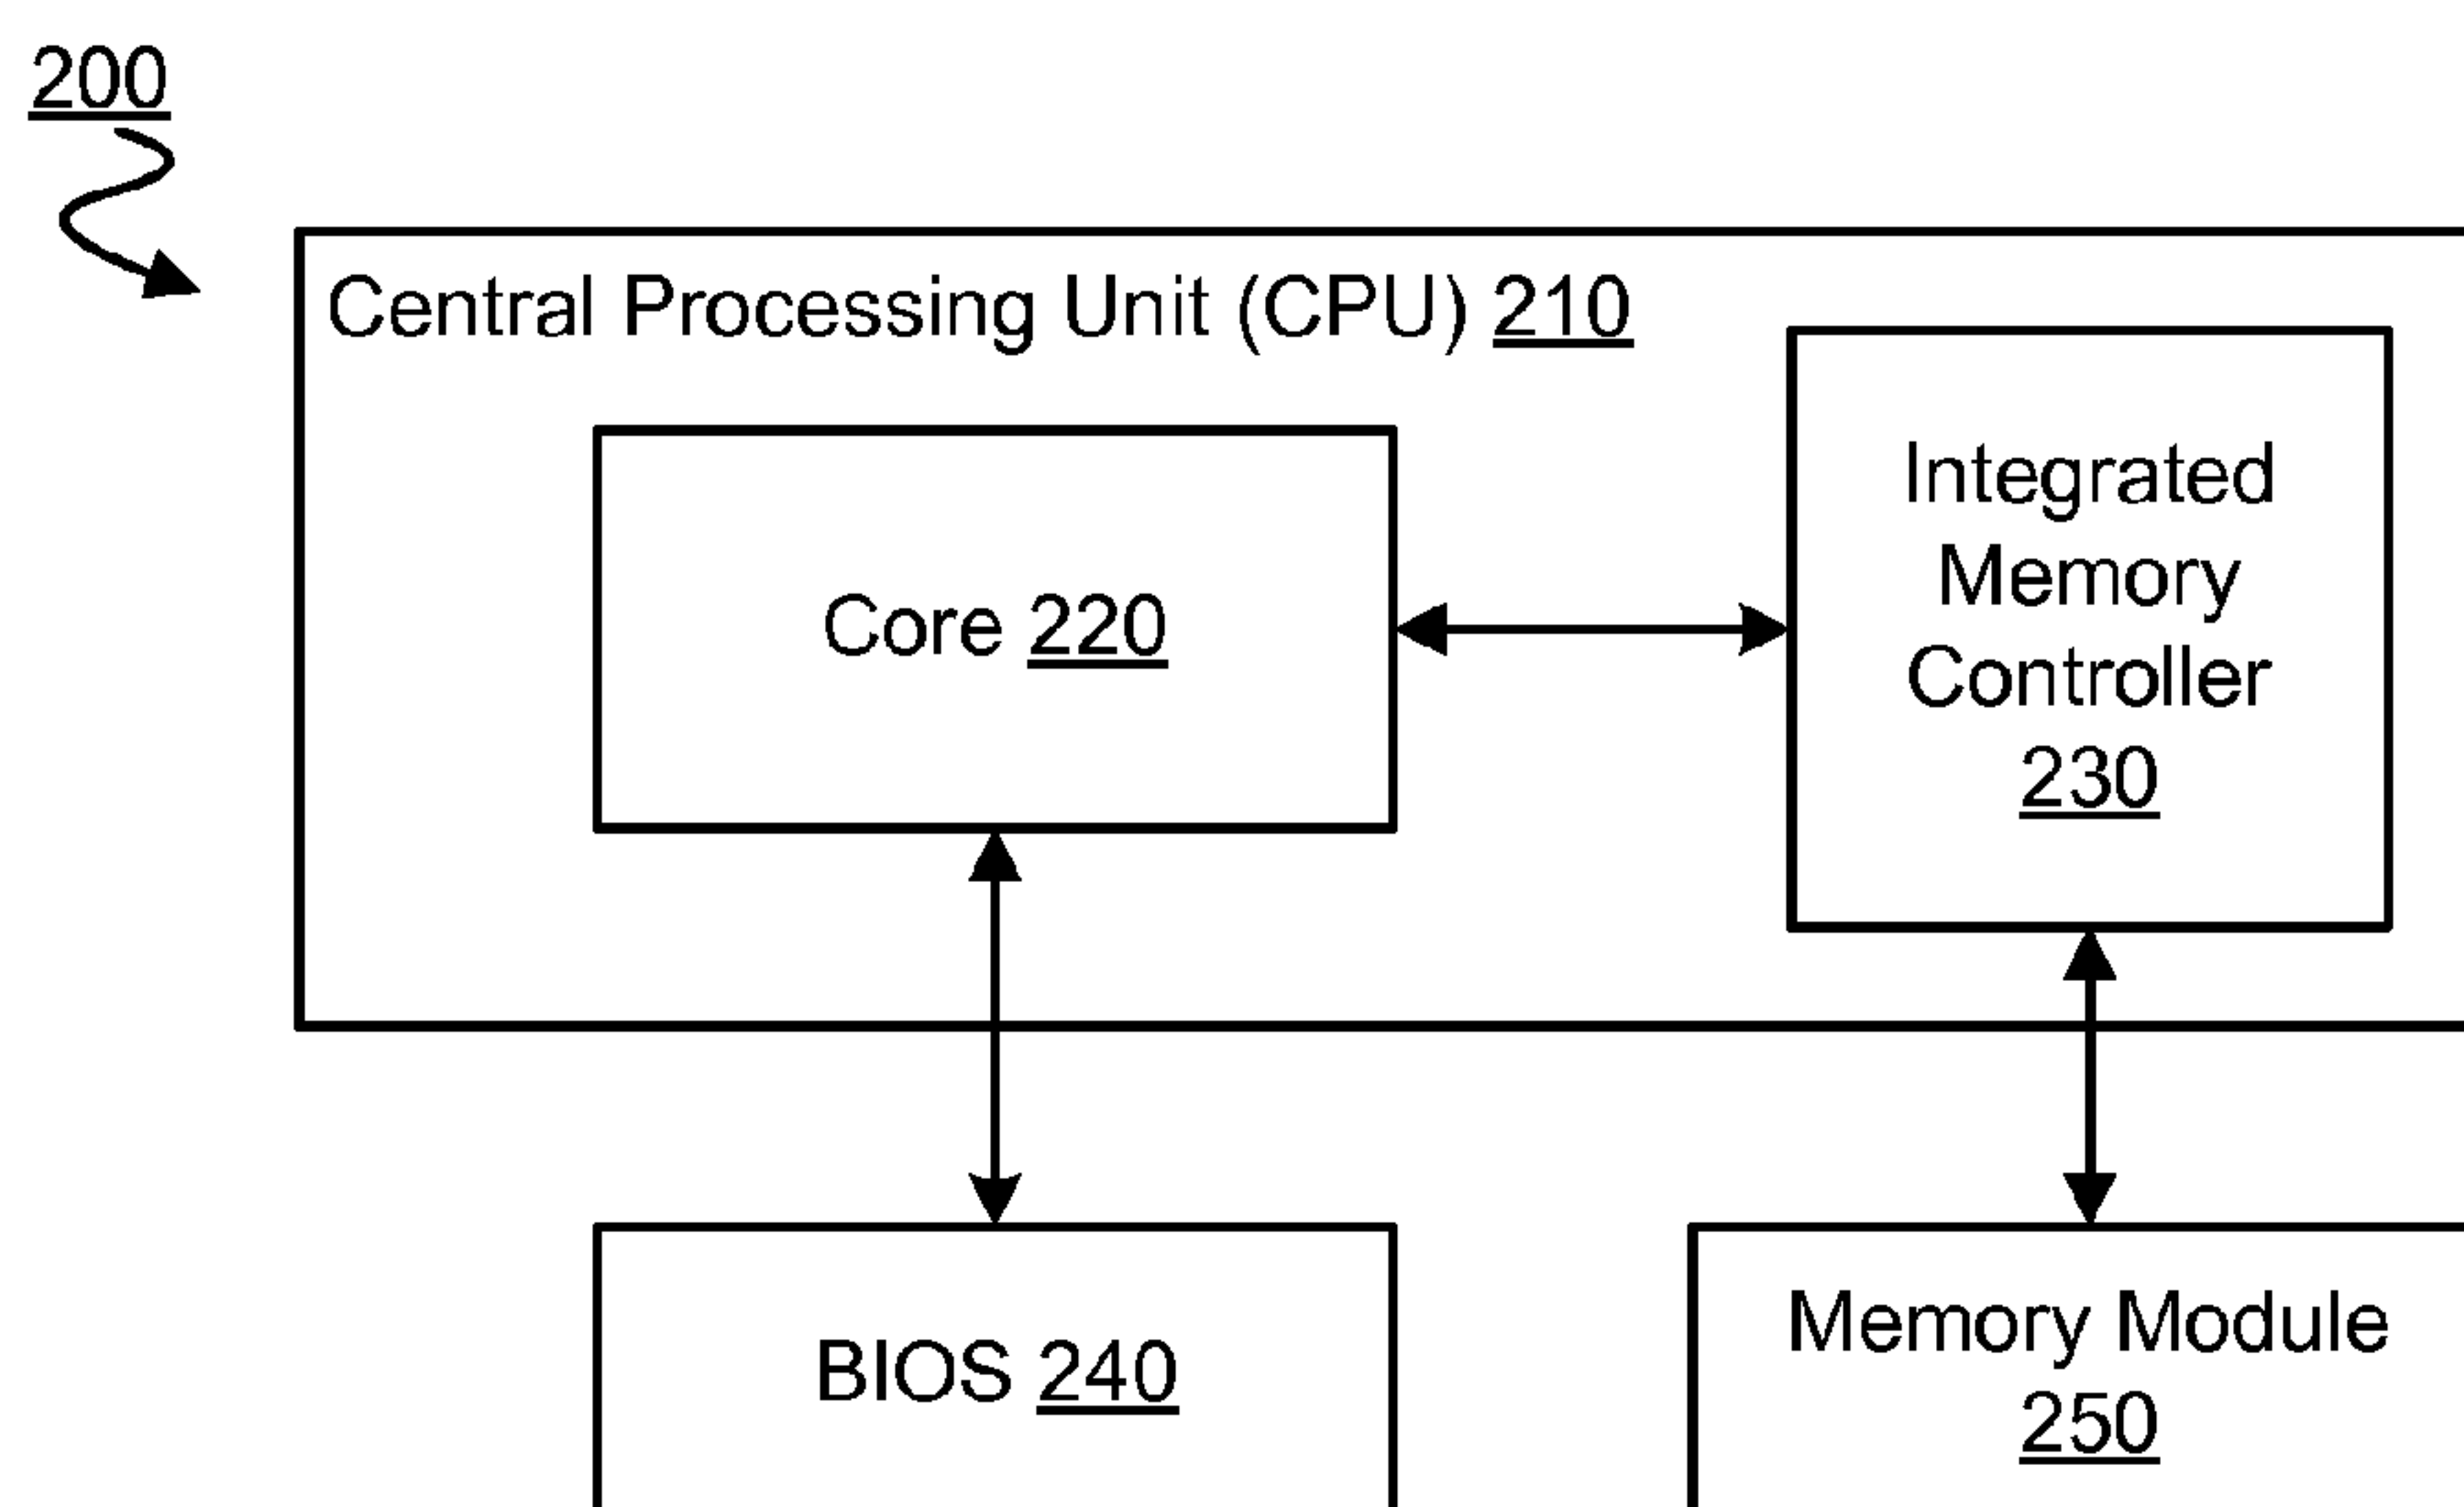 200
Central Processing Unit (CPU) 210
Core 220
Integrated
Memory
Controller
230
BIOS 240
Memory Module
250